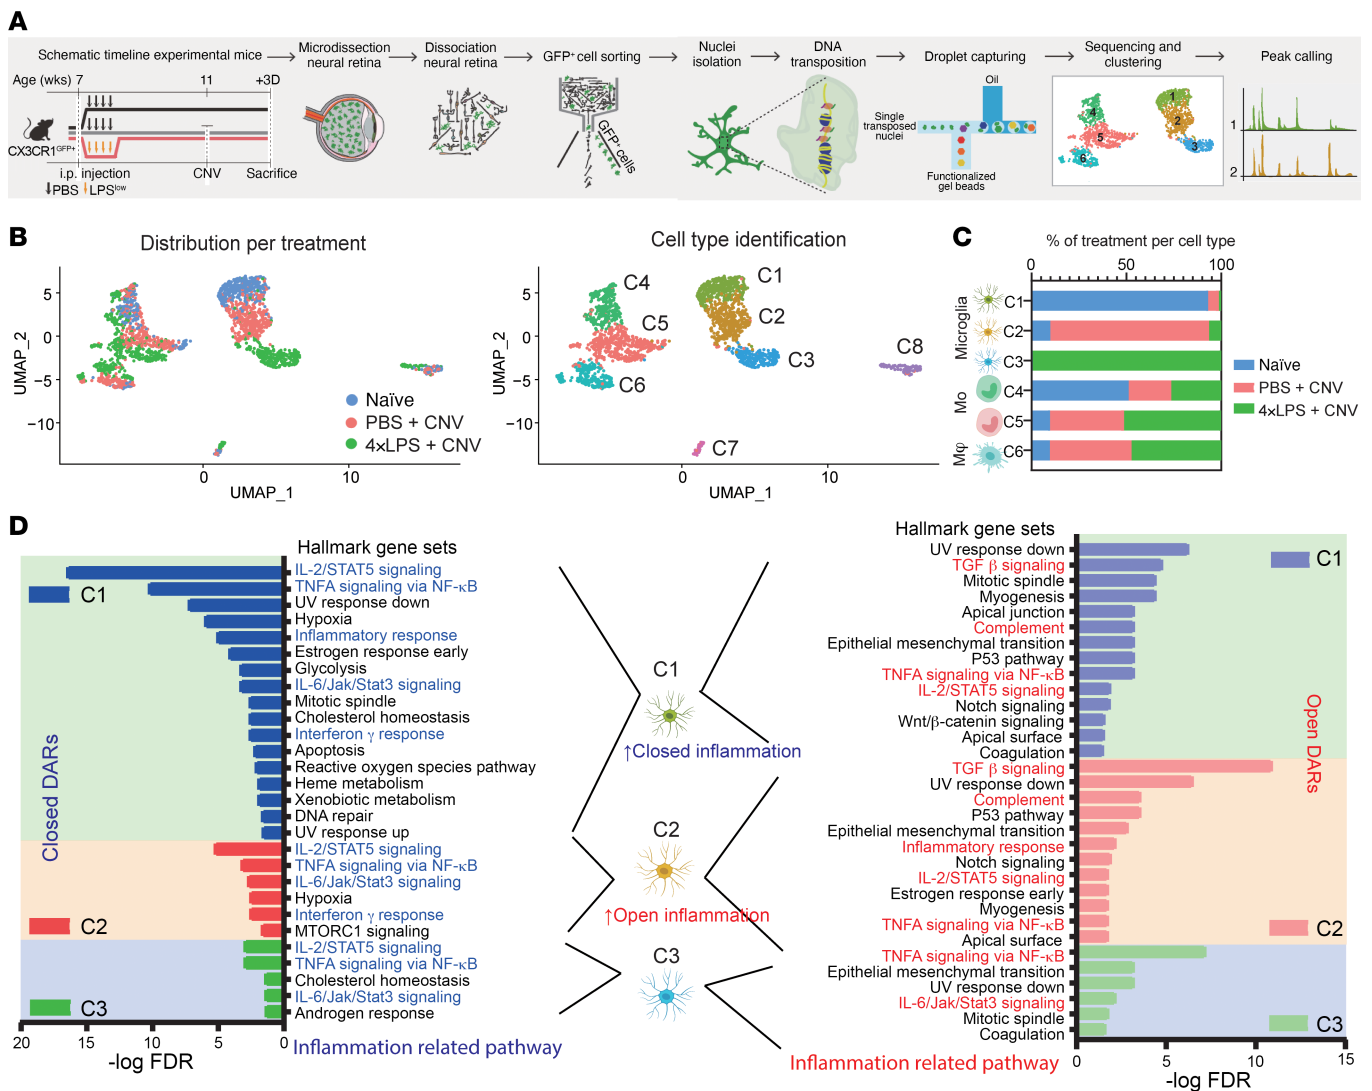 A
Schematic timeline experimental mice
Microdissection
neural retina
Dissociation
neural retina
GFP+ cell sorting
Nuclei
isolation
DNA
transposition
Droplet capturing
Sequencing and
clustering
Peak calling
Age (wks) 7
11
+3D
CX3CR1GFP+
i.p. injection
CNV
Sacrifice
PBS
LPSlow
GFP+ cells
Oil
Single
transposed
nuclei
Functionalized
gel beads
1
2
3
4
5
6
1
2
B
Distribution per treatment
Cell type identification
UMAP_2
5
0
−5
−10
0
10
UMAP_1
Naïve
PBS + CNV
4xLPS + CNV
UMAP_2
5
0
−5
−10
0
10
UMAP_1
C1
C2
C3
C4
C5
C6
C7
C8
C
% of treatment per cell type
0
50
100
Microglia
Mo
Mφ
C1
C2
C3
C4
C5
C6
Naïve
PBS + CNV
4xLPS + CNV
D
Hallmark gene sets
IL-2/STAT5 signaling
TNFA signaling via NF-κB
UV response down
Hypoxia
Inflammatory response
Estrogen response early
Glycolysis
IL-6/Jak/Stat3 signaling
Mitotic spindle
Cholesterol homeostasis
Interferon γ response
Apoptosis
Reactive oxygen species pathway
Heme metabolism
Xenobiotic metabolism
DNA repair
UV response up
IL-2/STAT5 signaling
TNFA signaling via NF-κB
IL-6/Jak/Stat3 signaling
Hypoxia
Interferon γ response
MTORC1 signaling
IL-2/STAT5 signaling
TNFA signaling via NF-κB
Cholesterol homeostasis
IL-6/Jak/Stat3 signaling
Androgen response
C1
C2
C3
Closed DARs
20
15
10
5
0
-log FDR
Inflammation related pathway
C1
↑Closed inflammation
C2
↑Open inflammation
C3
Hallmark gene sets
UV response down
TGF β signaling
Mitotic spindle
Myogenesis
Apical junction
Complement
Epithelial mesenchymal transition
P53 pathway
TNFA signaling via NF-κB
IL-2/STAT5 signaling
Notch signaling
Wnt/β-catenin signaling
Apical surface
Coagulation
TGF β signaling
UV response down
Complement
P53 pathway
Epithelial mesenchymal transition
Inflammatory response
Notch signaling
IL-2/STAT5 signaling
Estrogen response early
Myogenesis
TNFA signaling via NF-κB
Apical surface
TNFA signaling via NF-κB
Epithelial mesenchymal transition
UV response down
IL-6/Jak/Stat3 signaling
Mitotic spindle
Coagulation
C1
C2
C3
Open DARs
0
5
10
15
-log FDR
Inflammation related pathway